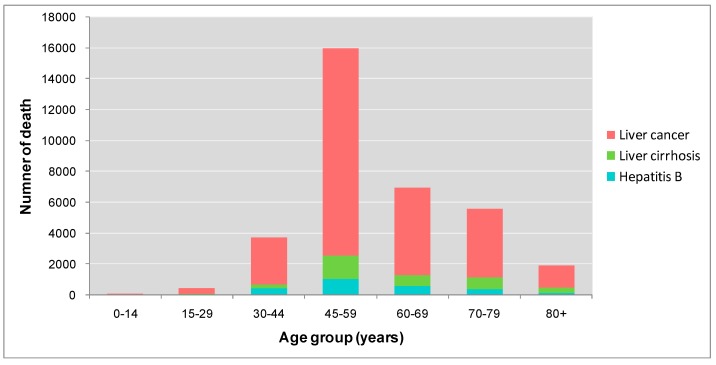 18000
16000
14000
12000
10000
8000
6000
4000
2000
0
Numner of death
0-14 15-29 30-44 45-59 60-69 70-79 80+
Age group (years)
Liver cancer
Liver cirrhosis
Hepatitis B